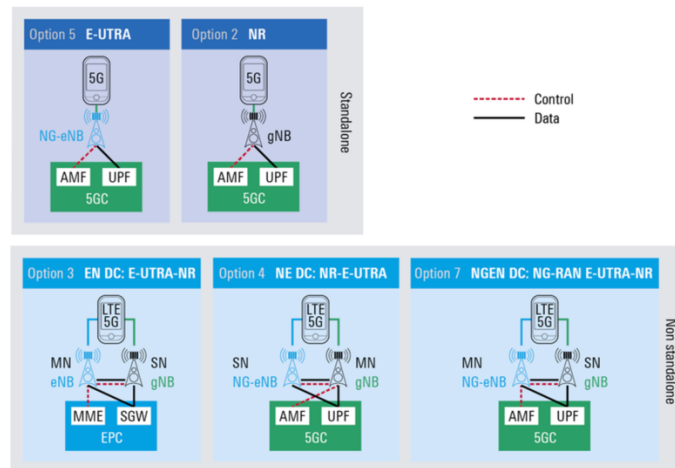 Option 5 E-UTRA
5G
NG-eNB
AMF UPF
5GC
Option 2 NR
5G
gNB
AMF UPF
5GC
Standalone
Control
Data
Option 3 EN DC: E-UTRA-NR
LTE
5G
MN SN
eNB gNB
MME SGW
EPC
Option 4 NE DC: NR-E-UTRA
LTE
5G
SN MN
NG-eNB gNB
AMF UPF
5GC
Option 7 NGEN DC: NG-RAN E-UTRA-NR
LTE
5G
MN SN
NG-eNB gNB
AMF UPF
5GC
Non standalone